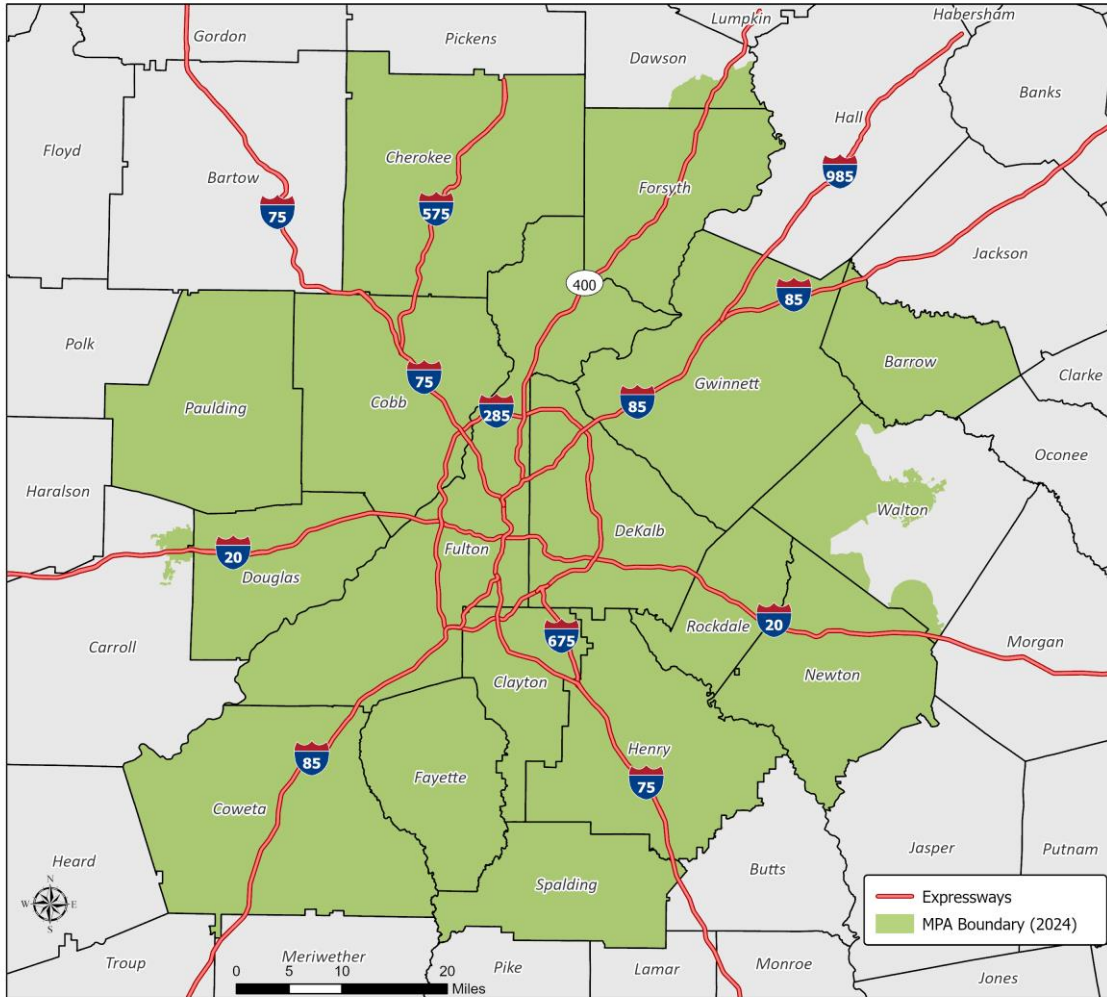 Gordon
Pickens
Lumpkin
Habersham
Dawson
Banks
Hall
Floyd
Cherokee
985
Bartow
Forsyth
75
575
Jackson
400
85
Polk
Barrow
75
Gwinnett
Clarke
Paulding
Cobb
285
85
Oconee
Haralson
Walton
DeKalb
Fulton
20
Douglas
Rockdale
20
675
Carroll
Morgan
Clayton
Newton
Henry
85
Fayette
75
Coweta
Heard
Jasper
Putnam
Butts
Spalding
N
W
E
S
Expressways
MPA Boundary (2024)
Troup
Meriwether
Pike
Lamar
Monroe
Jones
0 5 10 20
Miles